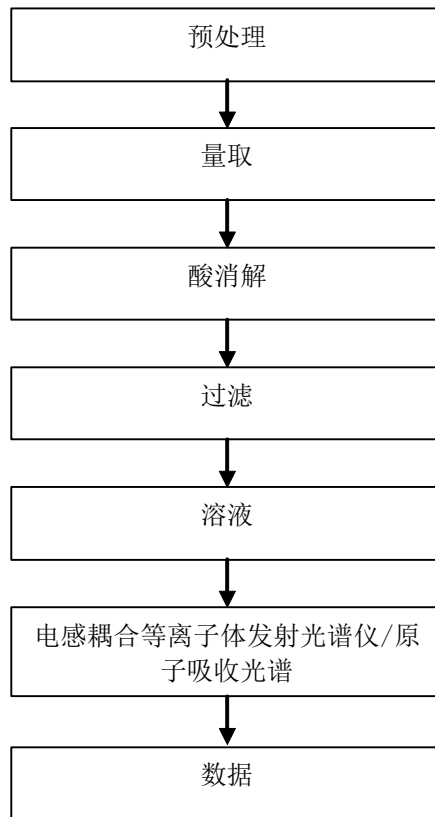 预处理
量取
酸消解
过滤
溶液
电感耦合等离子体发射光谱仪/原
子吸收光谱
数据